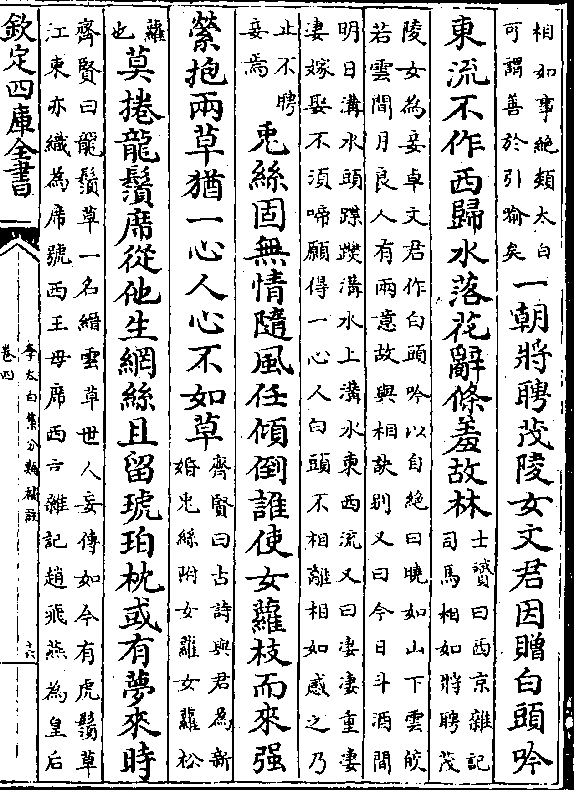 相如事絶類太白
可謂善於引喻矣
一朝將聘茂陵女文君因贈白頭吟
東流不作西歸水落花辭條羞故林
士贇曰西京雜記
司馬相如將聘茂
陵女為妾卓文君作白頭吟以自絶曰曉如山下雲皎
若雲間月良人有兩意故與相訣别又曰今日斗酒間
明日溝水頭蹀躞溝水上溝水東西流又曰淒淒重淒
淒嫁娶不須啼願得一心人白頭不相離相如感之乃
止不聘
妾焉
兎絲固無情隨風任傾倒誰使女蘿枝而來强
縈抱兩草猶一心人心不如草
齊賢曰古詩與君為新
婚兎絲附女蘿女蘿松
蘿
也
莫捲龍鬚席從他生網絲且留琥珀枕或有夢來時
齊賢曰龍鬚草一名縉雲草世人妄傳如今有虎鬚草
江東亦織為席號西王母席西京雜記趙飛燕為皇后
欽定四庫全書
李太白集分類補註
卷四
六